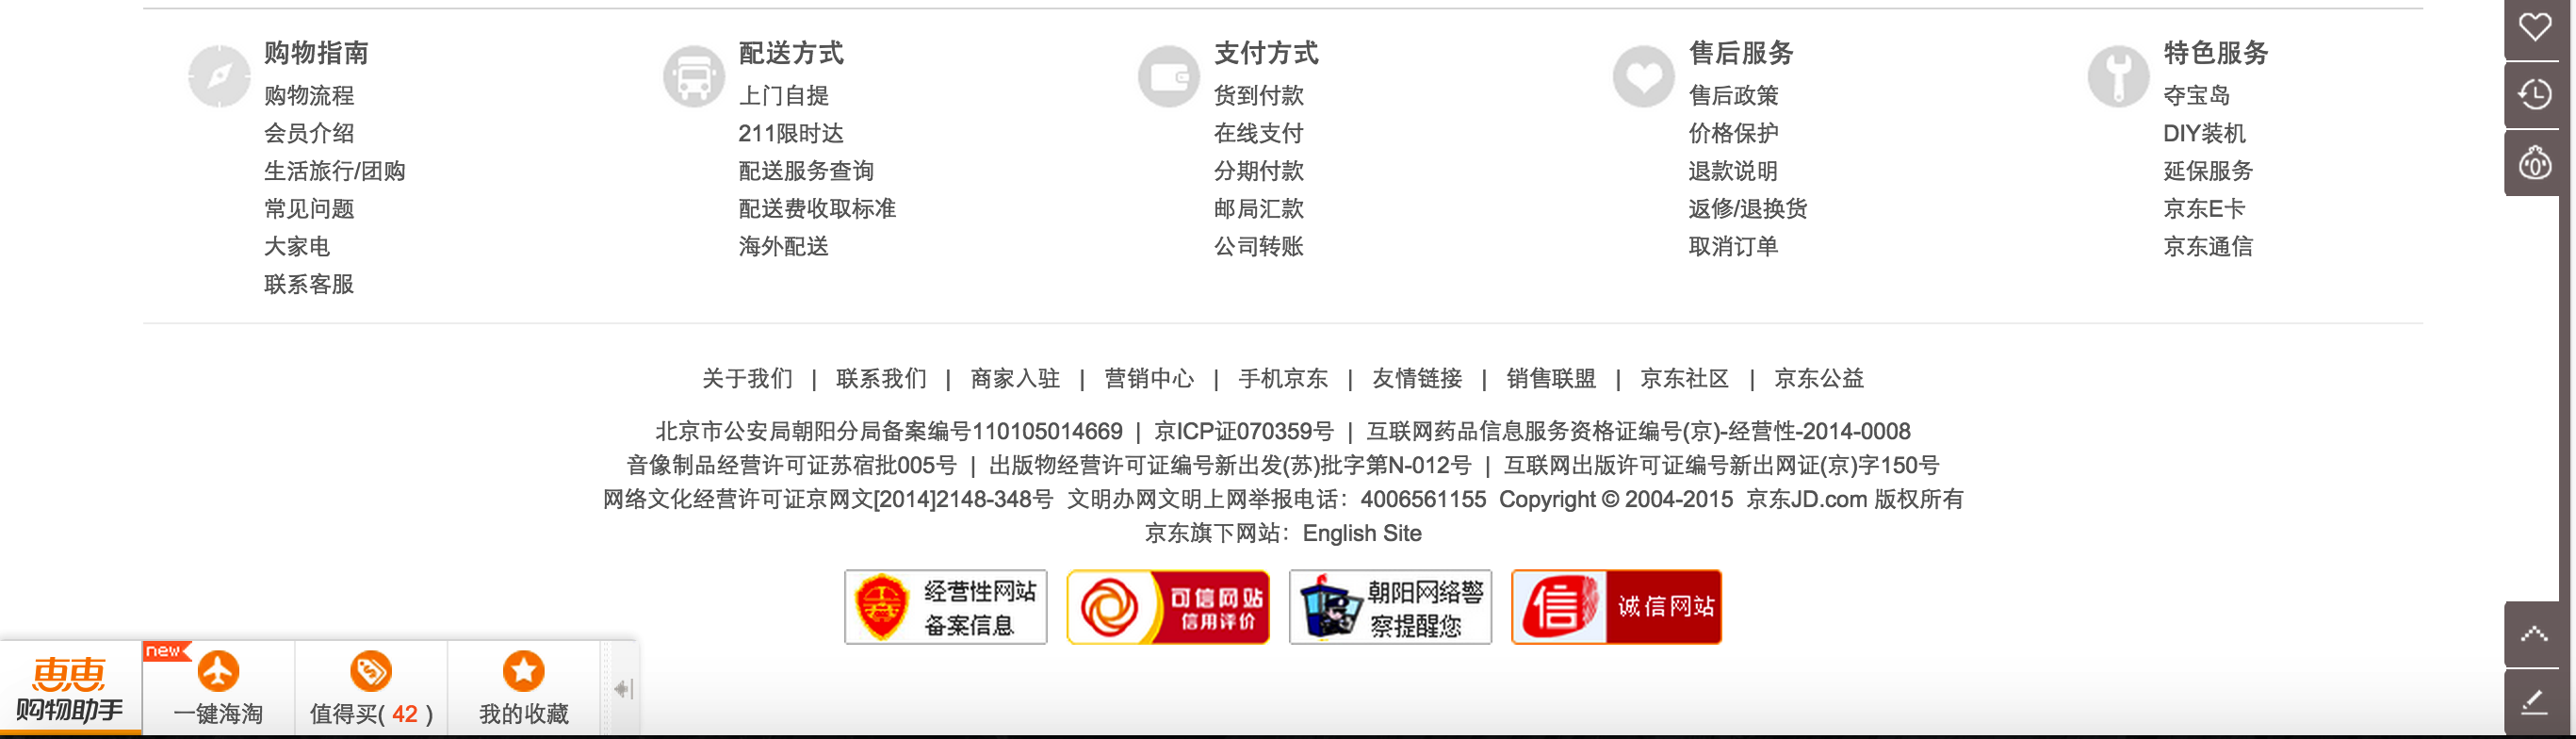 购物指南
购物流程
会员介绍
生活旅行/团购
常见问题
大家电
联系客服
配送方式
上门自提
211限时达
配送服务查询
配送费收取标准
海外配送
支付方式
货到付款
在线支付
分期付款
邮局汇款
公司转账
售后服务
售后政策
价格保护
退款说明
返修/退换货
取消订单
特色服务
夺宝岛
DIY装机
延保服务
京东E卡
京东通信
关于我们 | 联系我们 | 商家入驻 | 营销中心 | 手机京东 | 友情链接 | 销售联盟 | 京东社区 | 京东公益
北京市公安局朝阳分局备案编号110105014669 | 京ICP证070359号 | 互联网药品信息服务资格证编号(京)-经营性-2014-0008
音像制品经营许可证苏宿批005号 | 出版物经营许可证编号新出发(苏)批字第N-012号 | 互联网出版许可证编号新出网证(京)字150号
网络文化经营许可证京网文[2014]2148-348号 文明办网文明上网举报电话：4006561155 Copyright © 2004-2015 京东JD.com 版权所有
京东旗下网站：English Site
经营性网站
备案信息
可信网站
信用评价
朝阳网络警
察提醒您
信 诚信网站
惠惠
购物助手
new
一键海淘
值得买( 42 )
我的收藏